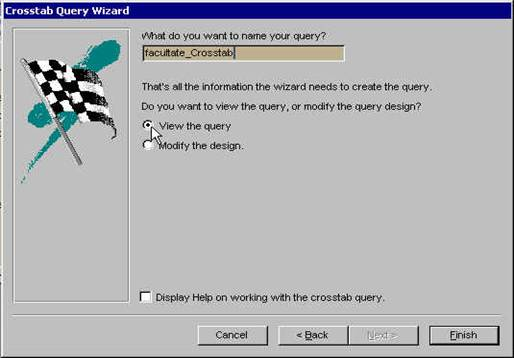 Crosstab Query Wizard
What do you want to name your query?
facultate_Crosstab
That's all the information the wizard needs to create the query.
Do you want to view the query, or modify the query design?
View the query
Modify the design.
Display Help on working with the crosstab query.
Cancel < Back Next > Finish